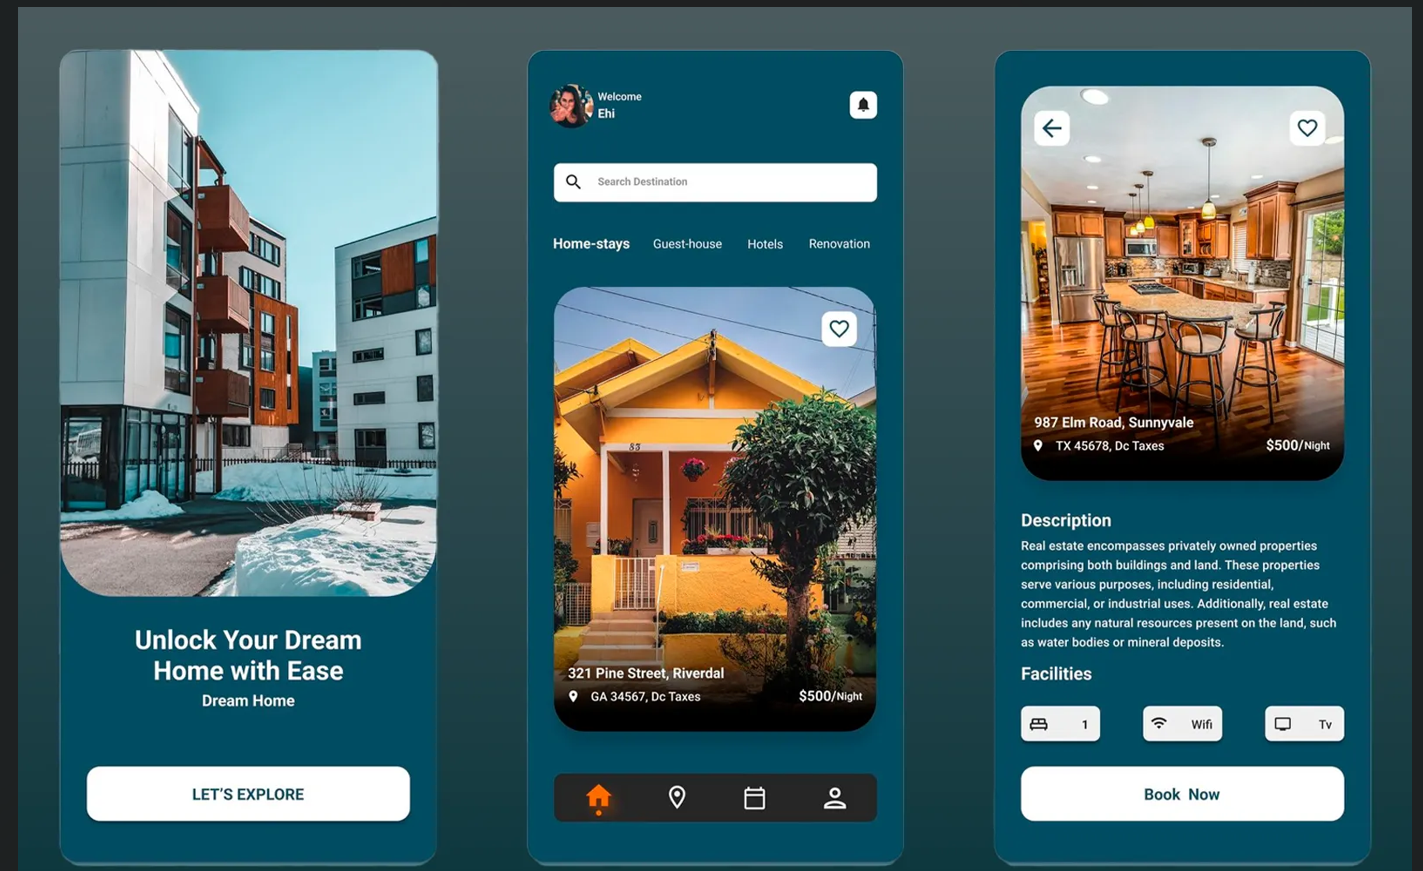 Unlock Your Dream
Home with Ease
Dream Home
LET'S EXPLORE
Welcome
Ehi
Search Destination
Home-stays Guest-house Hotels Renovation
83
321 Pine Street, Riverdal
GA 34567, Dc Taxes $500/Night
987 Elm Road, Sunnyvale
TX 45678, Dc Taxes $500/Night
Description
Real estate encompasses privately owned properties
comprising both buildings and land. These properties
serve various purposes, including residential,
commercial, or industrial uses. Additionally, real estate
includes any natural resources present on the land, such
as water bodies or mineral deposits.
Facilities
1 Wifi Tv
Book Now